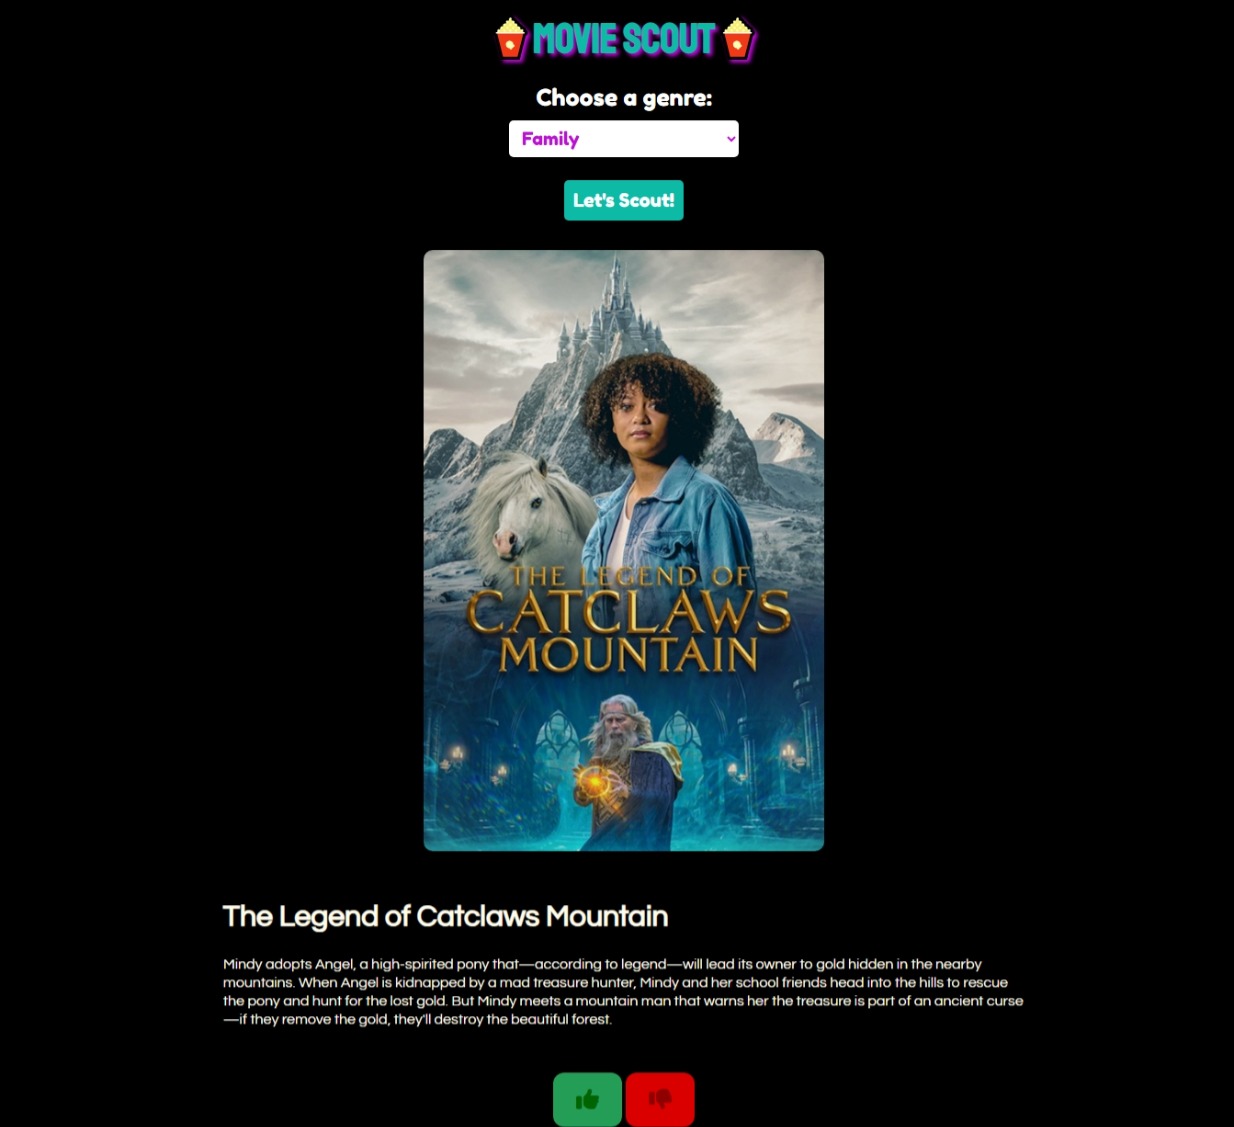 MOVIE SCOUT
Choose a genre:
Family
Let's Scout!
THE LEGEND OF
CATCLAWS
MOUNTAIN
The Legend of Catclaws Mountain
Mindy adopts Angel, a high-spirited pony that—according to legend—will lead its owner to gold hidden in the nearby
mountains. When Angel is kidnapped by a mad treasure hunter, Mindy and her school friends head into the hills to rescue
the pony and hunt for the lost gold. But Mindy meets a mountain man that warns her the treasure is part of an ancient curse
—if they remove the gold, they'll destroy the beautiful forest.